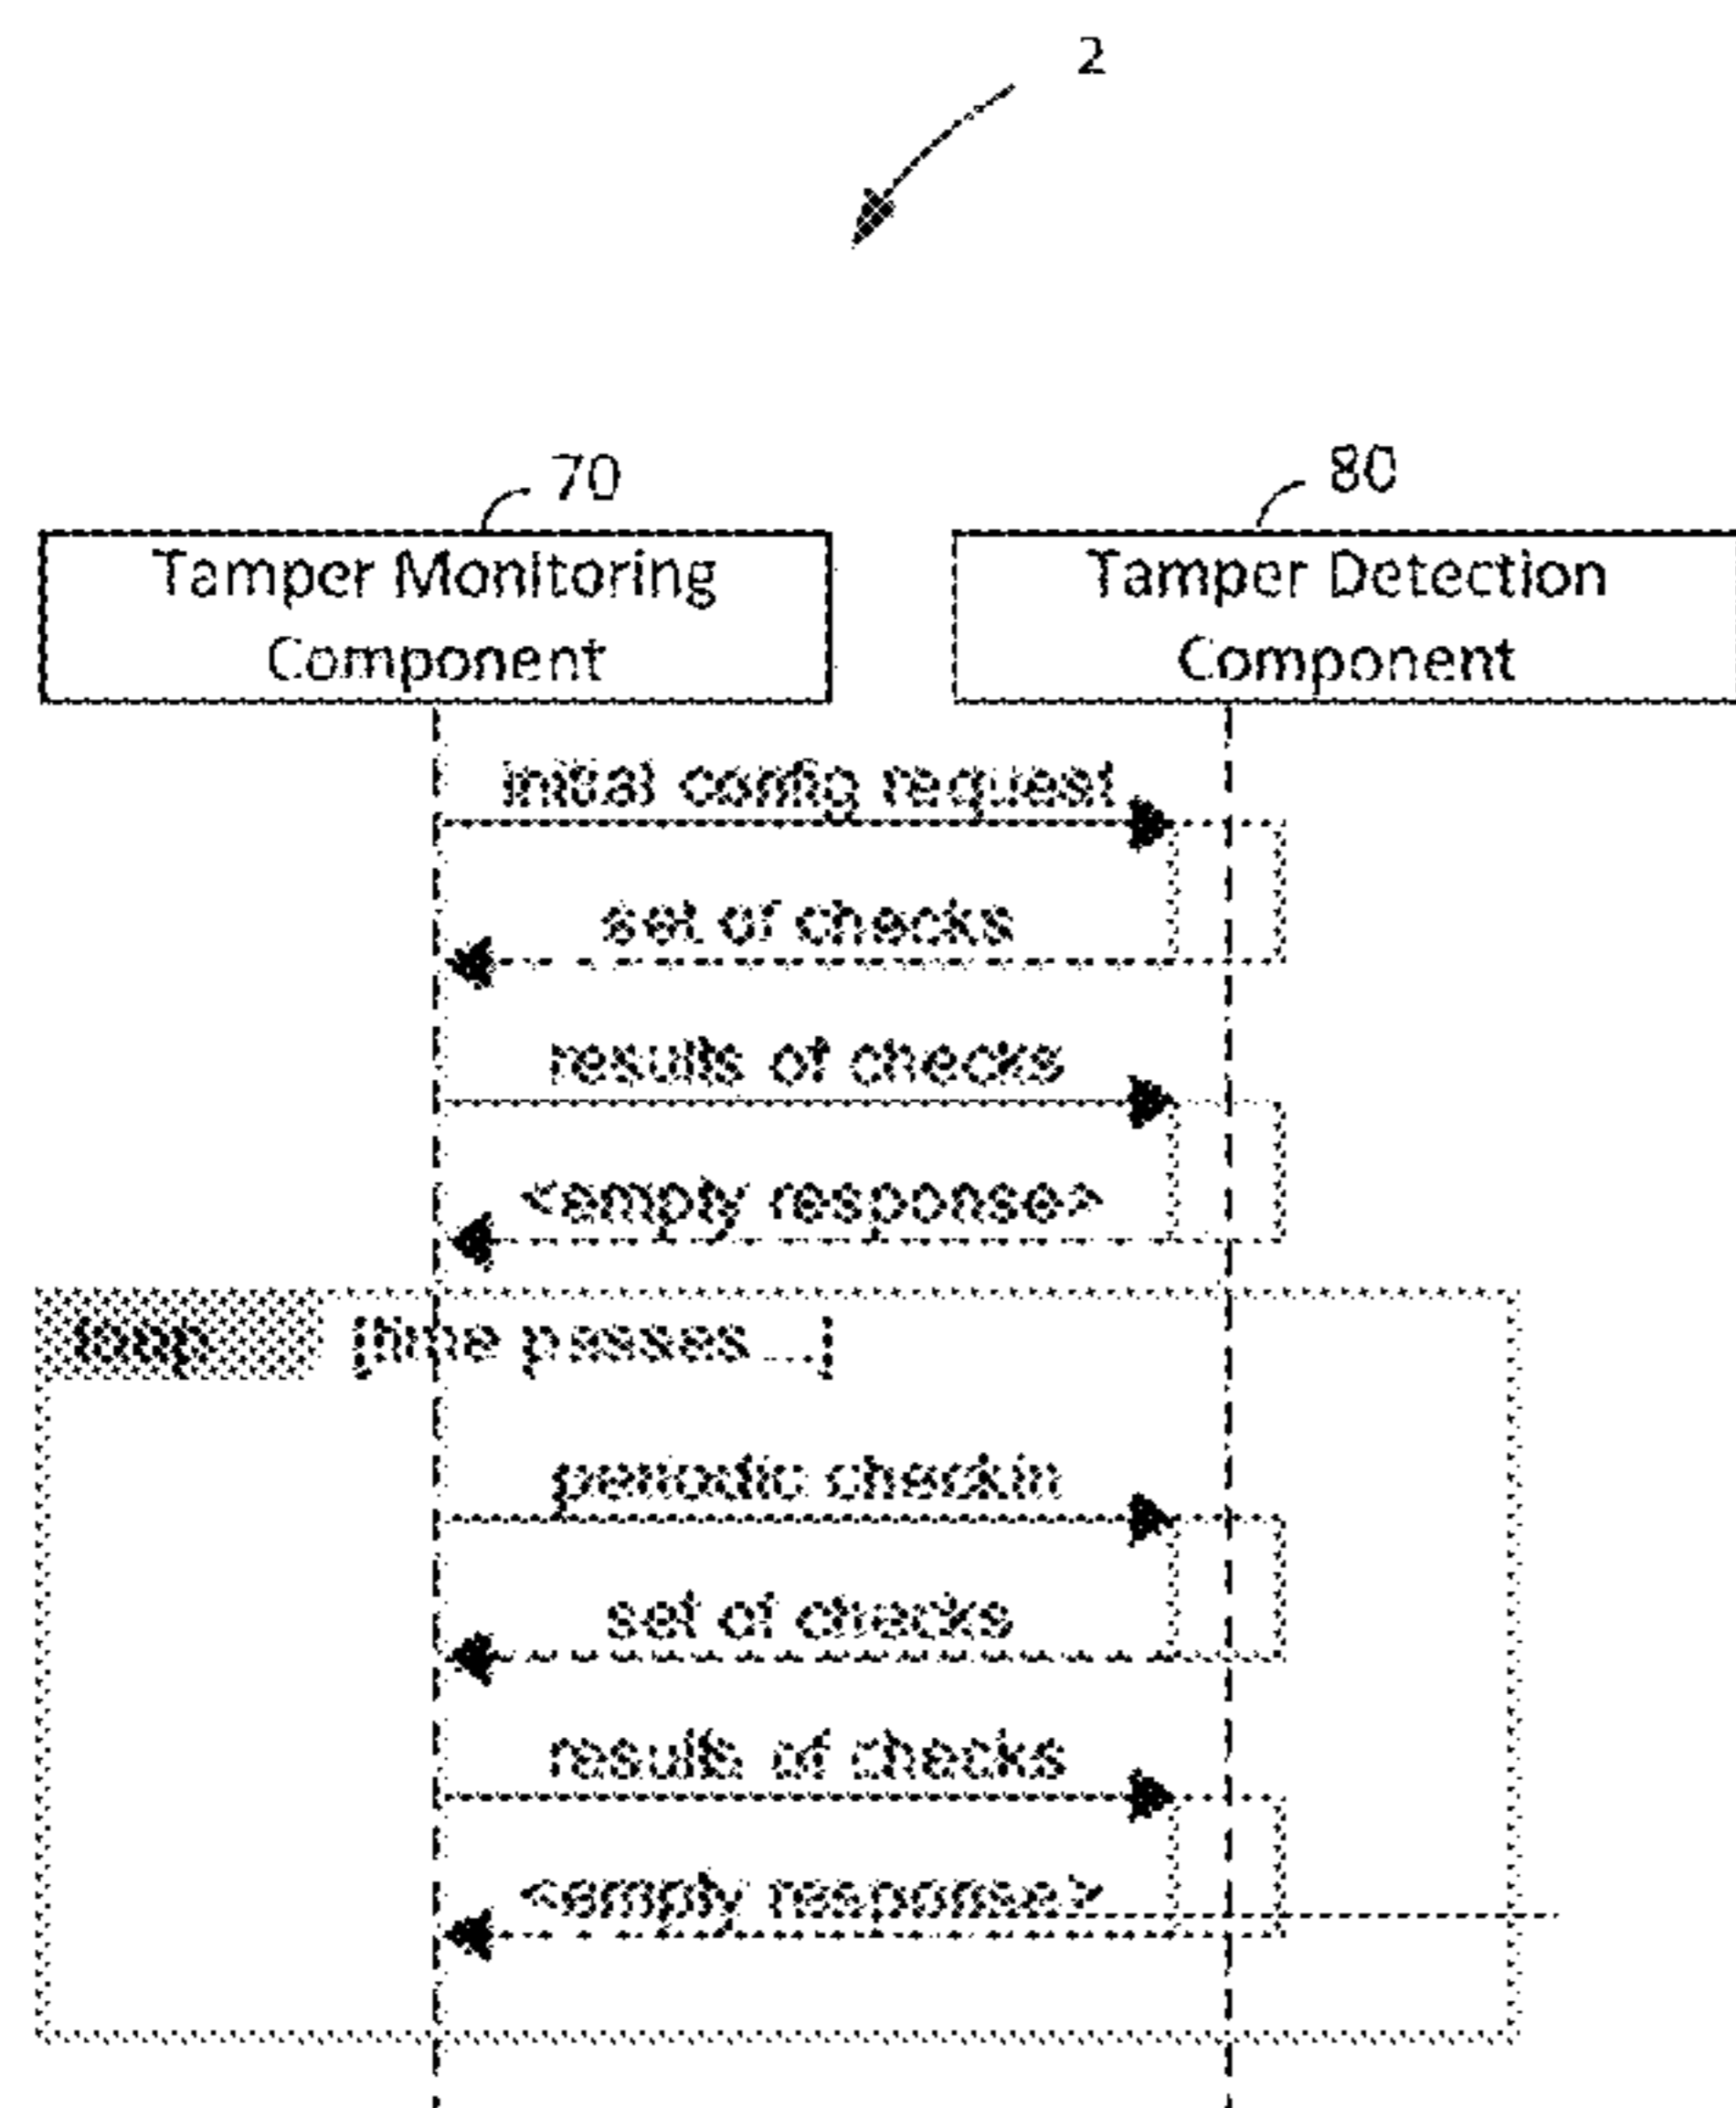 2
70
80
Tamper Monitoring
Component
Tamper Detection
Component
initial config request
set of checks
results of checks
<empty response>
loop
[time passes ...]
periodic checkin
set of checks
results of checks
<empty response>